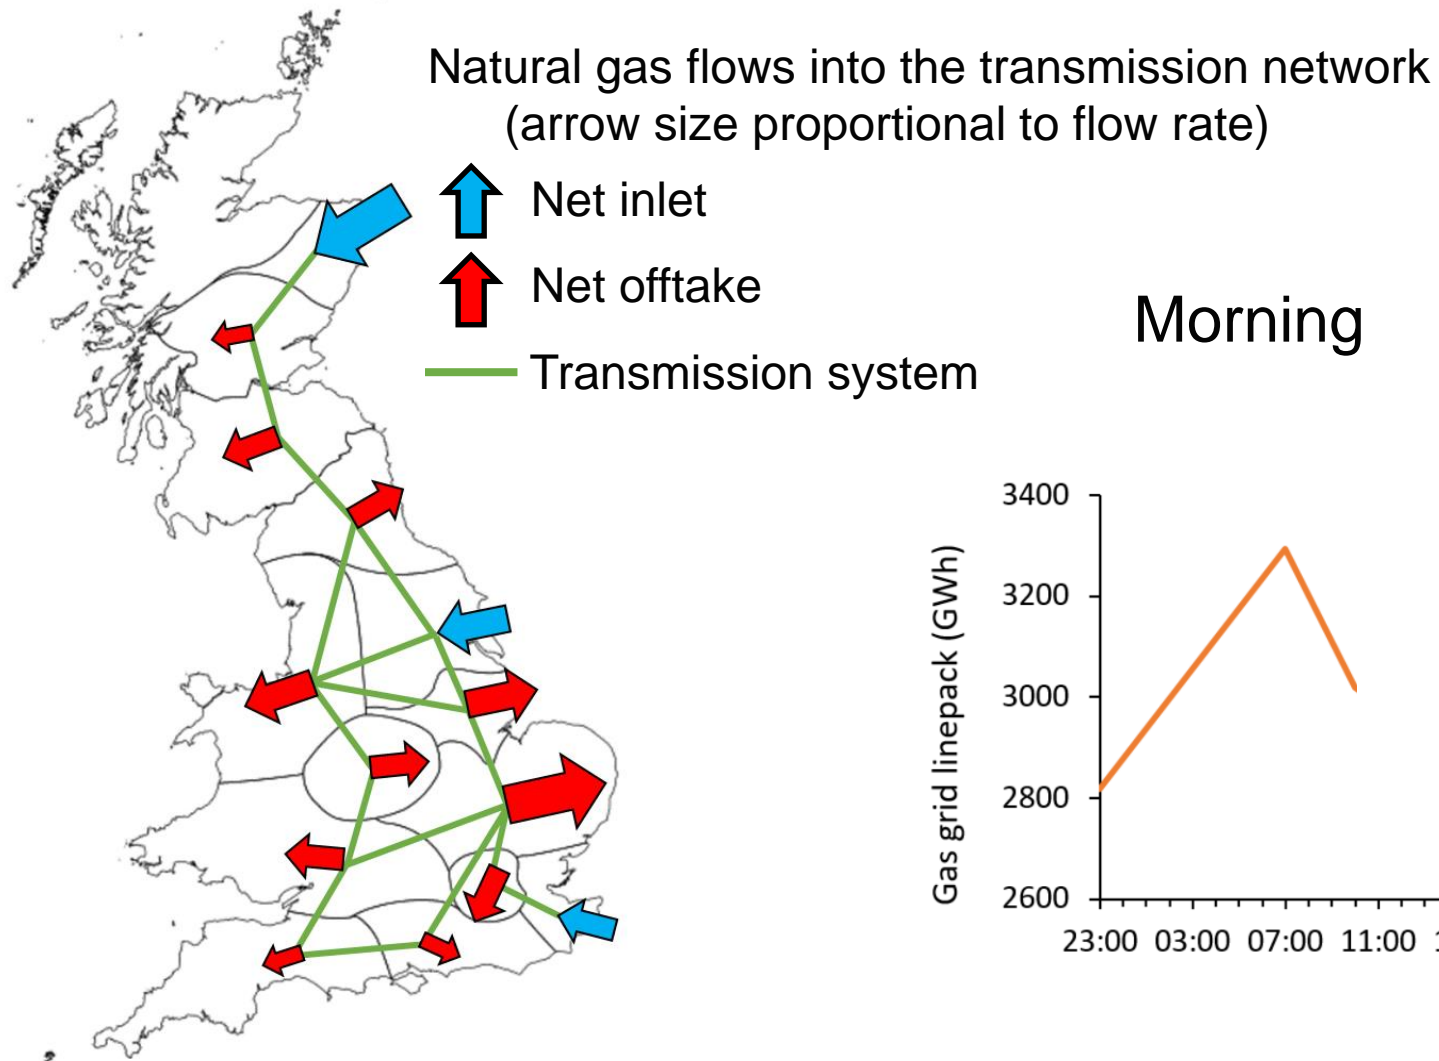 Natural gas flows into the transmission network
(arrow size proportional to flow rate)
Net inlet
Net offtake
Transmission system
Morning
Gas grid linepack (GWh)
3400
3200
3000
2800
2600
23:00 03:00 07:00 11:00